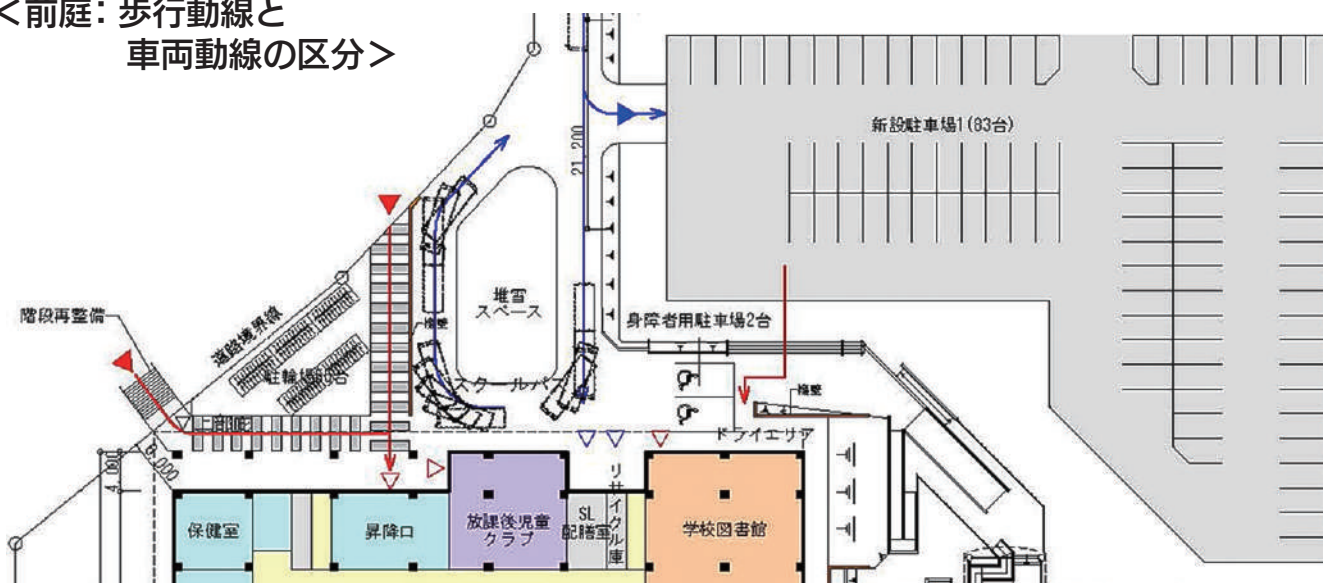 ＜前庭：歩行動線と
車両動線の区分＞
新設駐車場1(83台)
21,200
堆雪
スペース
階段再整備
道路境界線
擁壁
身障者用駐車場2台
駐輪場80台
スクールバス
擁壁
上部庇
ドライエリア
8,000
4,000
保健室
昇降口
放課後児童
クラブ
SL
配膳室
リサイクル庫
学校図書館